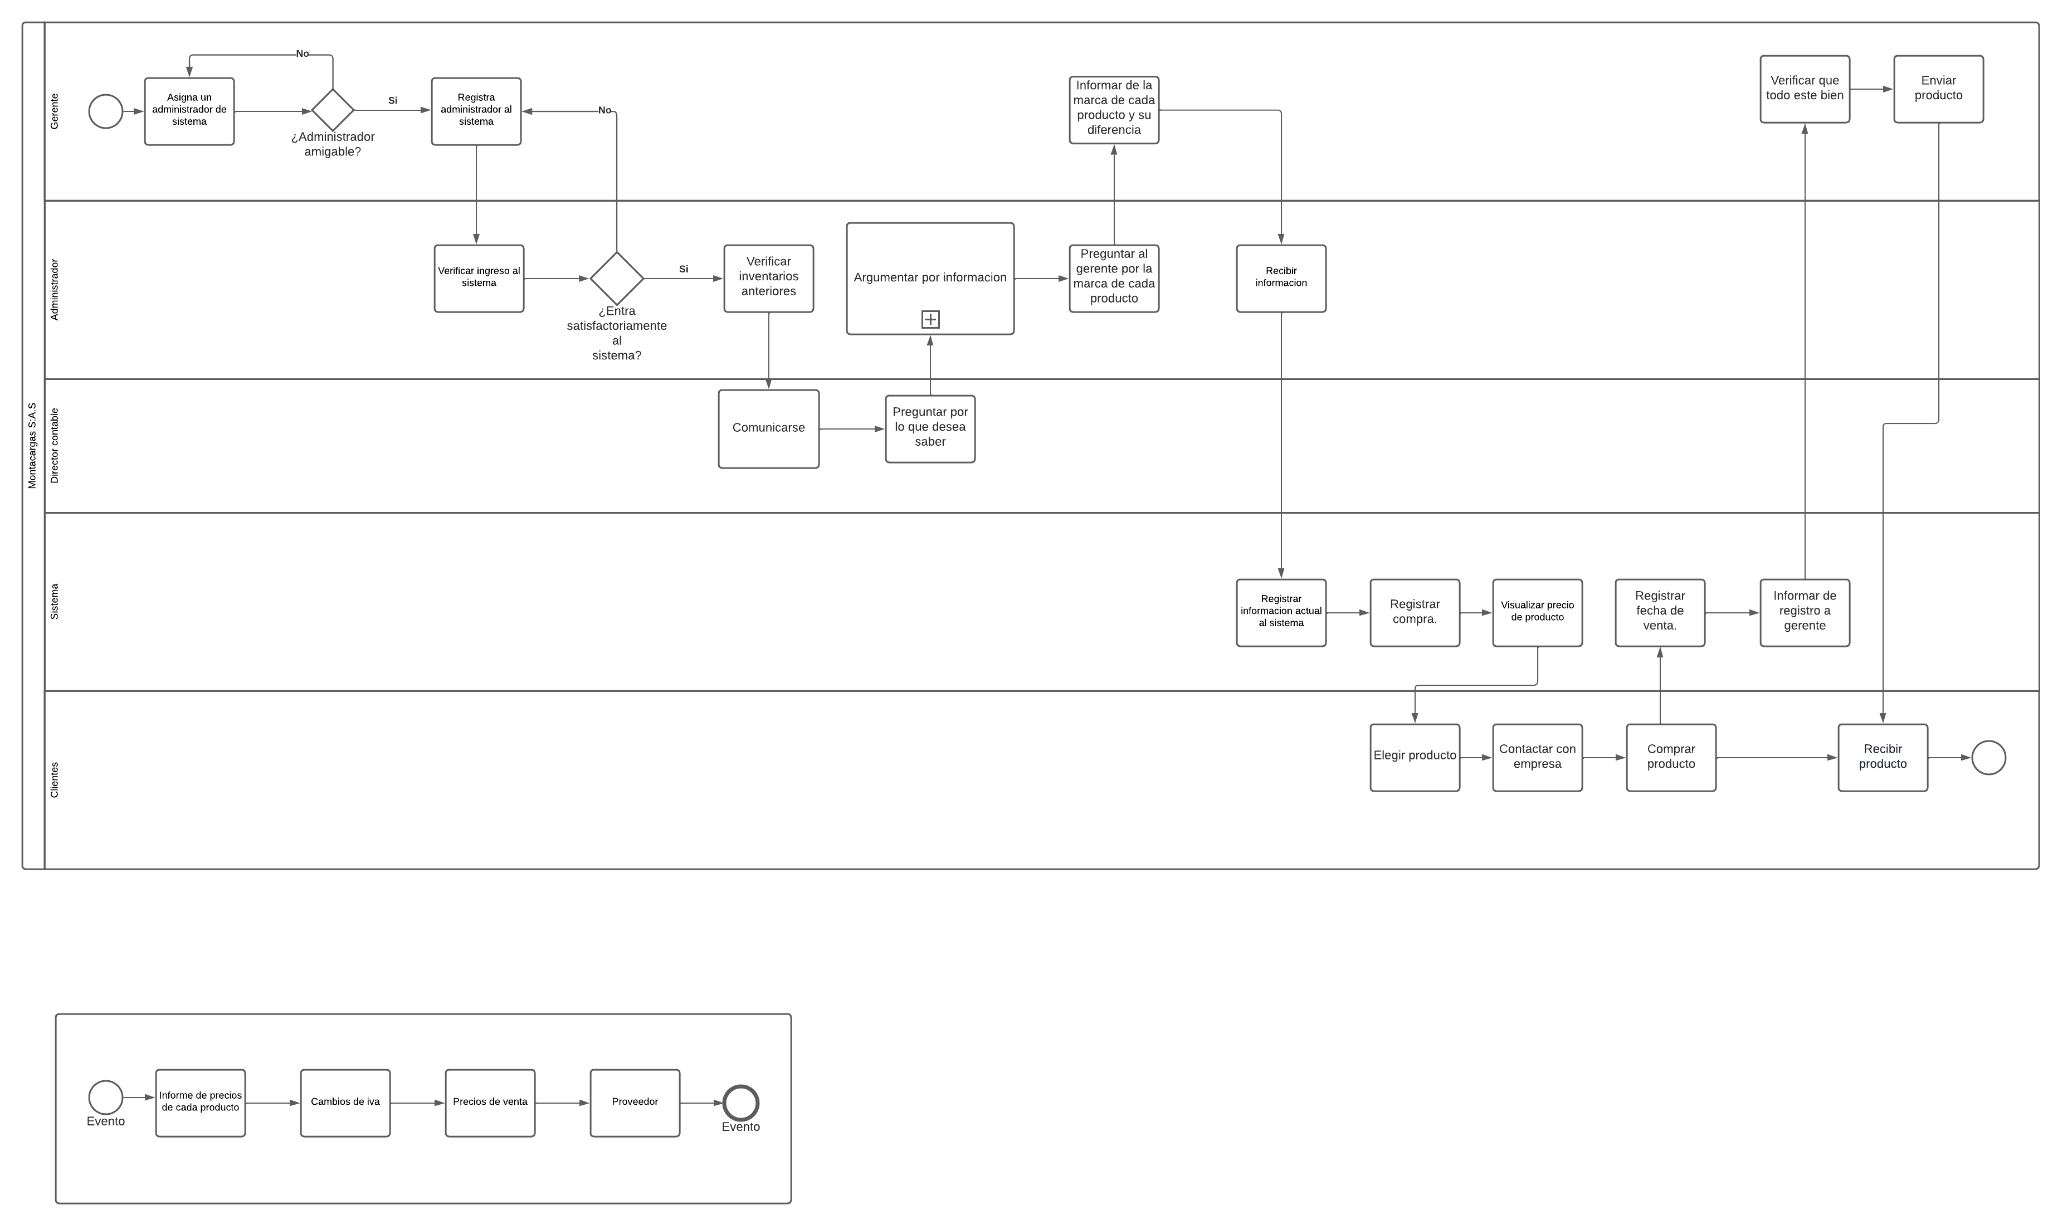 Montacargas S.A.S
Gerente
No
Asigna un
administrador de
sistema
¿Administrador
amigable?
Si
Registra
administrador al
sistema
No
Informar de la
marca de cada
producto y su
diferencia
Verificar que
todo este bien
Enviar
producto
Administrador
Verificar ingreso al
sistema
¿Entra
satisfactoriamente
al
sistema?
Si
Verificar
inventarios
anteriores
Argumentar por informacion
Preguntar al
gerente por la
marca de cada
producto
Recibir
informacion
Director contable
Comunicarse
Preguntar por
lo que desea
saber
Sistema
Registrar
informacion actual
al sistema
Registrar
compra.
Visualizar precio
de producto
Registrar
fecha de
venta.
Informar de
registro a
gerente
Clientes
Elegir producto
Contactar con
empresa
Comprar
producto
Recibir
producto
Evento
Informe de precios
de cada producto
Cambios de iva
Precios de venta
Proveedor
Evento